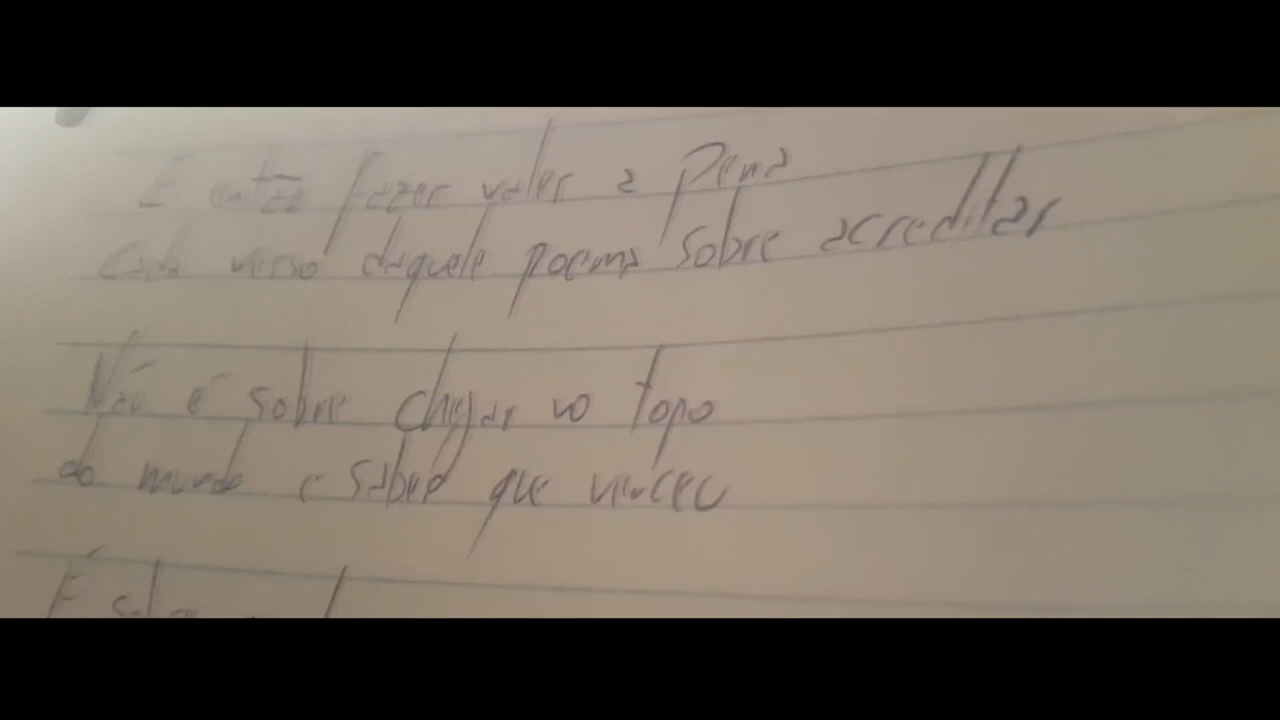 E então fazer valer a pena
Cada verso daquele poema sobre acreditar
Não é sobre chegar no topo
do mundo e saber que venceu
É sobre